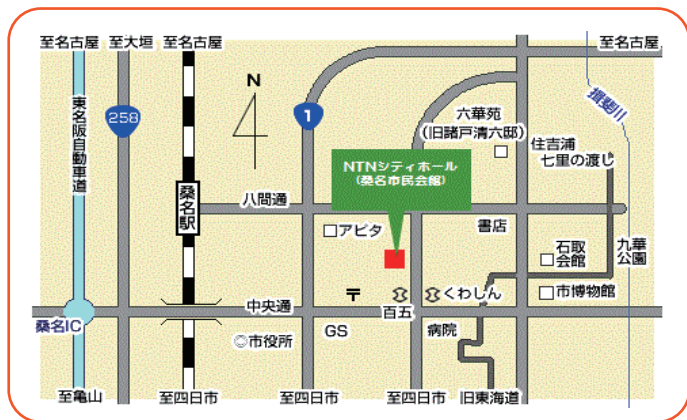 至名古屋
至大垣
至名古屋
至名古屋
東名阪自動車道
258
N
1
揖斐川
六華苑
(旧諸戸清六邸)
住吉浦
七里の渡し
NTNシティホール
(桑名市民会館)
桑名駅
八間通
アピタ
書店
石取
会館
九華
公園
市博物館
中央通
〒
くわしん
百五
桑名IC
◎市役所
GS
病院
至亀山
至四日市
至四日市
至四日市
旧東海道